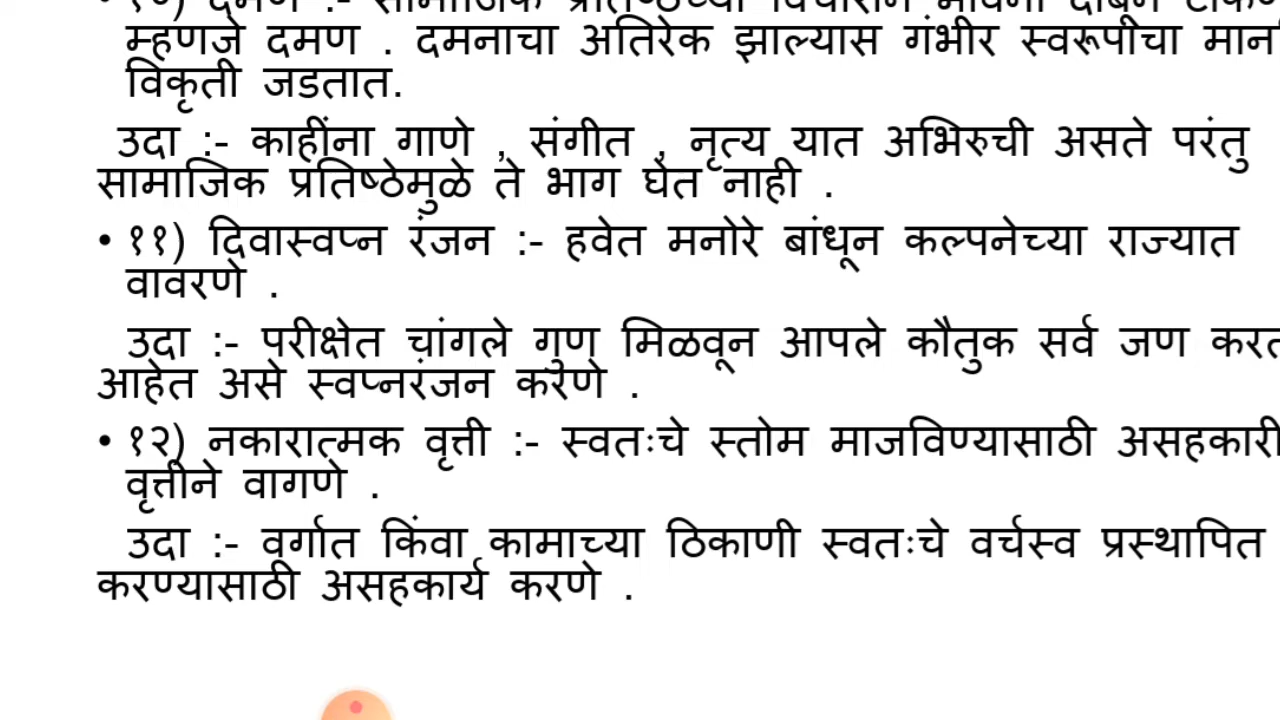 म्हणजे दमण . दमनाचा अतिरेक झाल्यास गंभीर स्वरूपाचा
विकृती जडतात.
उदा :- काहींना गाणे , संगीत , नृत्य यात अभिरुची असते परंतु
सामाजिक प्रतिष्ठेमुळे ते भाग घेत नाही .
• ११) दिवास्वप्न रंजन :- हवेत मनोरे बांधून कल्पनेच्या राज्यात
वावरणे .
उदा :- परीक्षेत चांगले गुण मिळवून आपले कौतुक सर्व जण
आहेत असे स्वप्नरंजन करणे .
• १२) नकारात्मक वृत्ती :- स्वतःचे स्तोम माजविण्यासाठी असहकारी
वृत्तीने वागणे .
उदा :- वर्गात किंवा कामाच्या ठिकाणी स्वतःचे वर्चस्व प्रस्थापित
करण्यासाठी असहकार्य करणे .